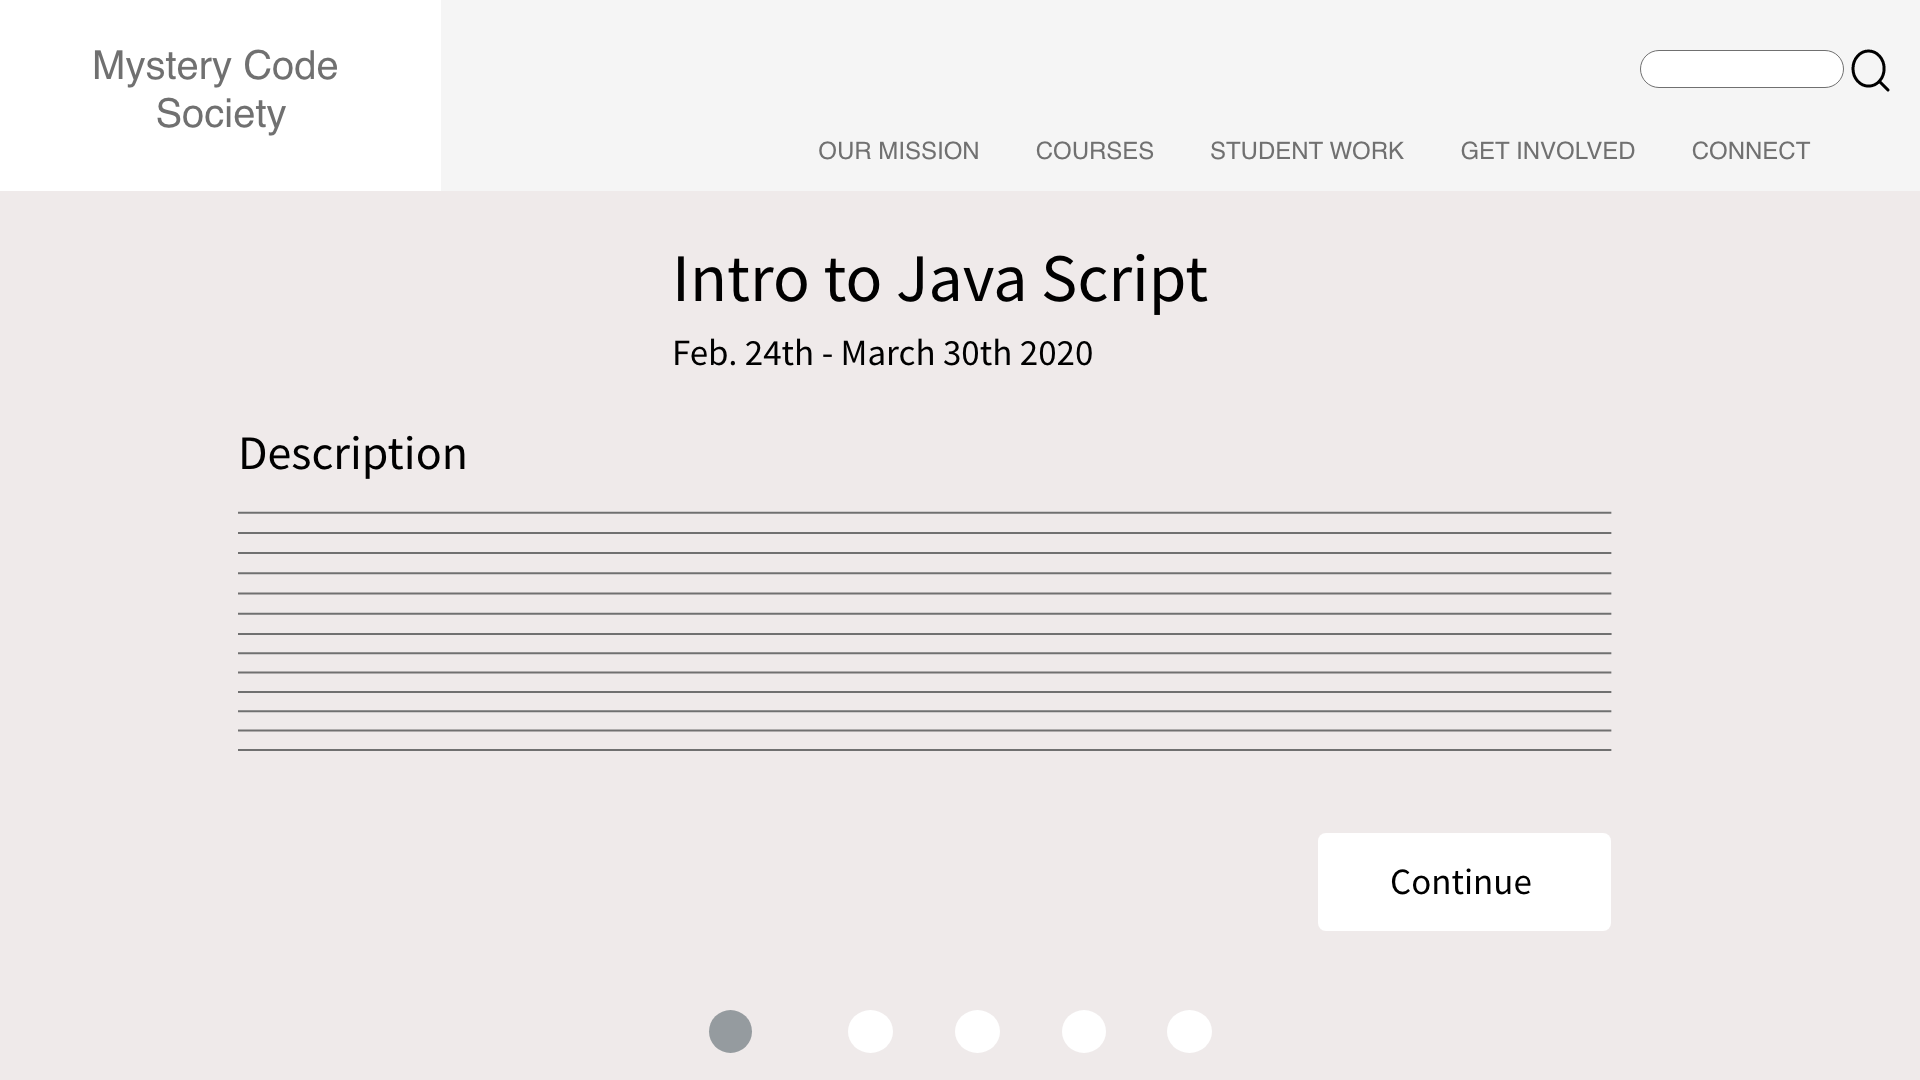 Mystery Code
Society
OUR MISSION COURSES STUDENT WORK GET INVOLVED CONNECT
Intro to Java Script
Feb. 24th - March 30th 2020
Description
Continue